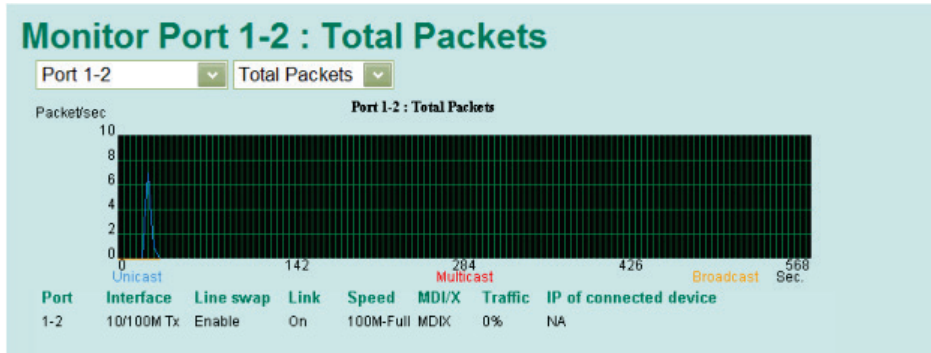 Monitor Port 1-2 : Total Packets
Port 1-2 Total Packets
Packet/sec Port 1-2 : Total Packets
10
8
6
4
2
0
0 142 284 426 568
Unicast Multicast Broadcast Sec.
Port Interface Line swap Link Speed MDI/X Traffic IP of connected device
1-2 10/100M Tx Enable On 100M-Full MDIX 0% NA